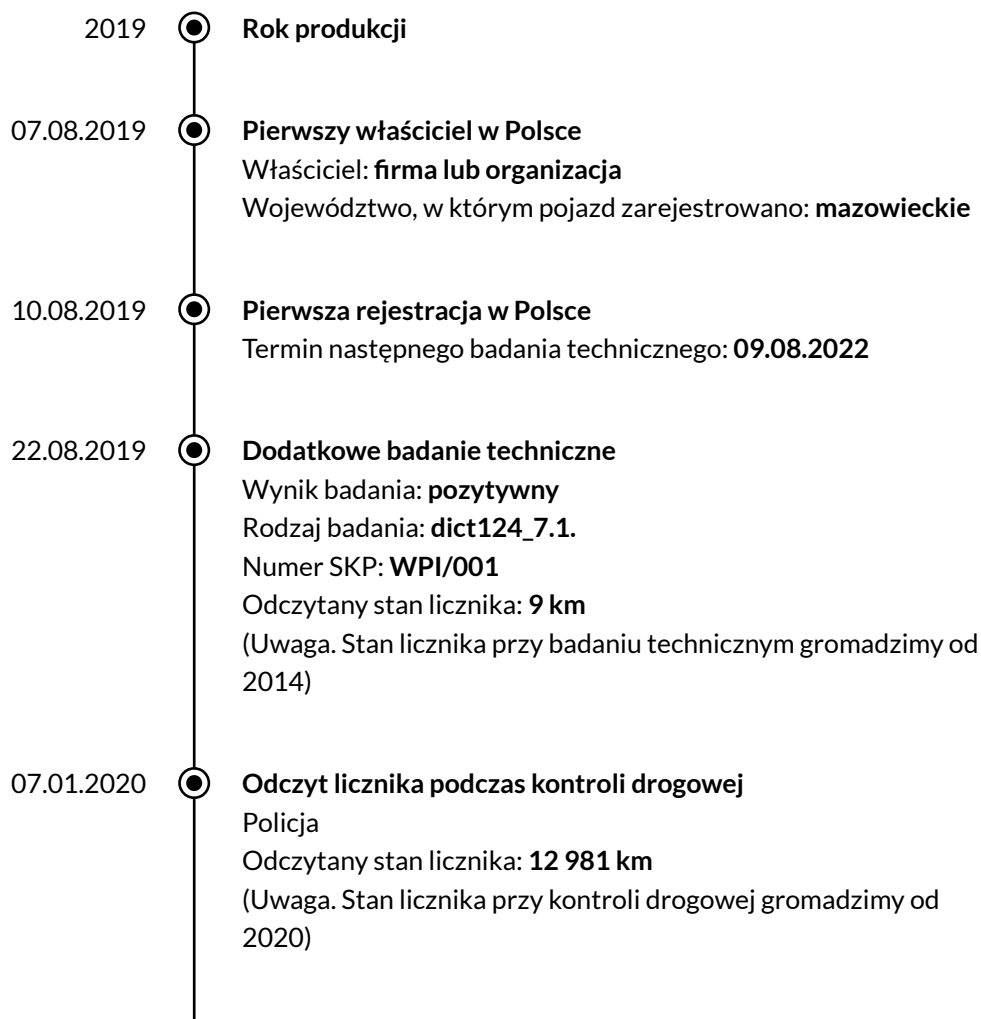 2019 Rok produkcji
07.08.2019 Pierwszy właściciel w Polsce
Właściciel: firma lub organizacja
Województwo, w którym pojazd zarejestrowano: mazowieckie
10.08.2019 Pierwsza rejestracja w Polsce
Termin następnego badania technicznego: 09.08.2022
22.08.2019 Dodatkowe badanie techniczne
Wynik badania: pozytywny
Rodzaj badania: dict124_7.1.
Numer SKP: WPI/001
Odczytany stan licznika: 9 km
(Uwaga. Stan licznika przy badaniu technicznym gromadzimy od
2014)
07.01.2020 Odczyt licznika podczas kontroli drogowej
Policja
Odczytany stan licznika: 12 981 km
(Uwaga. Stan licznika przy kontroli drogowej gromadzimy od
2020)